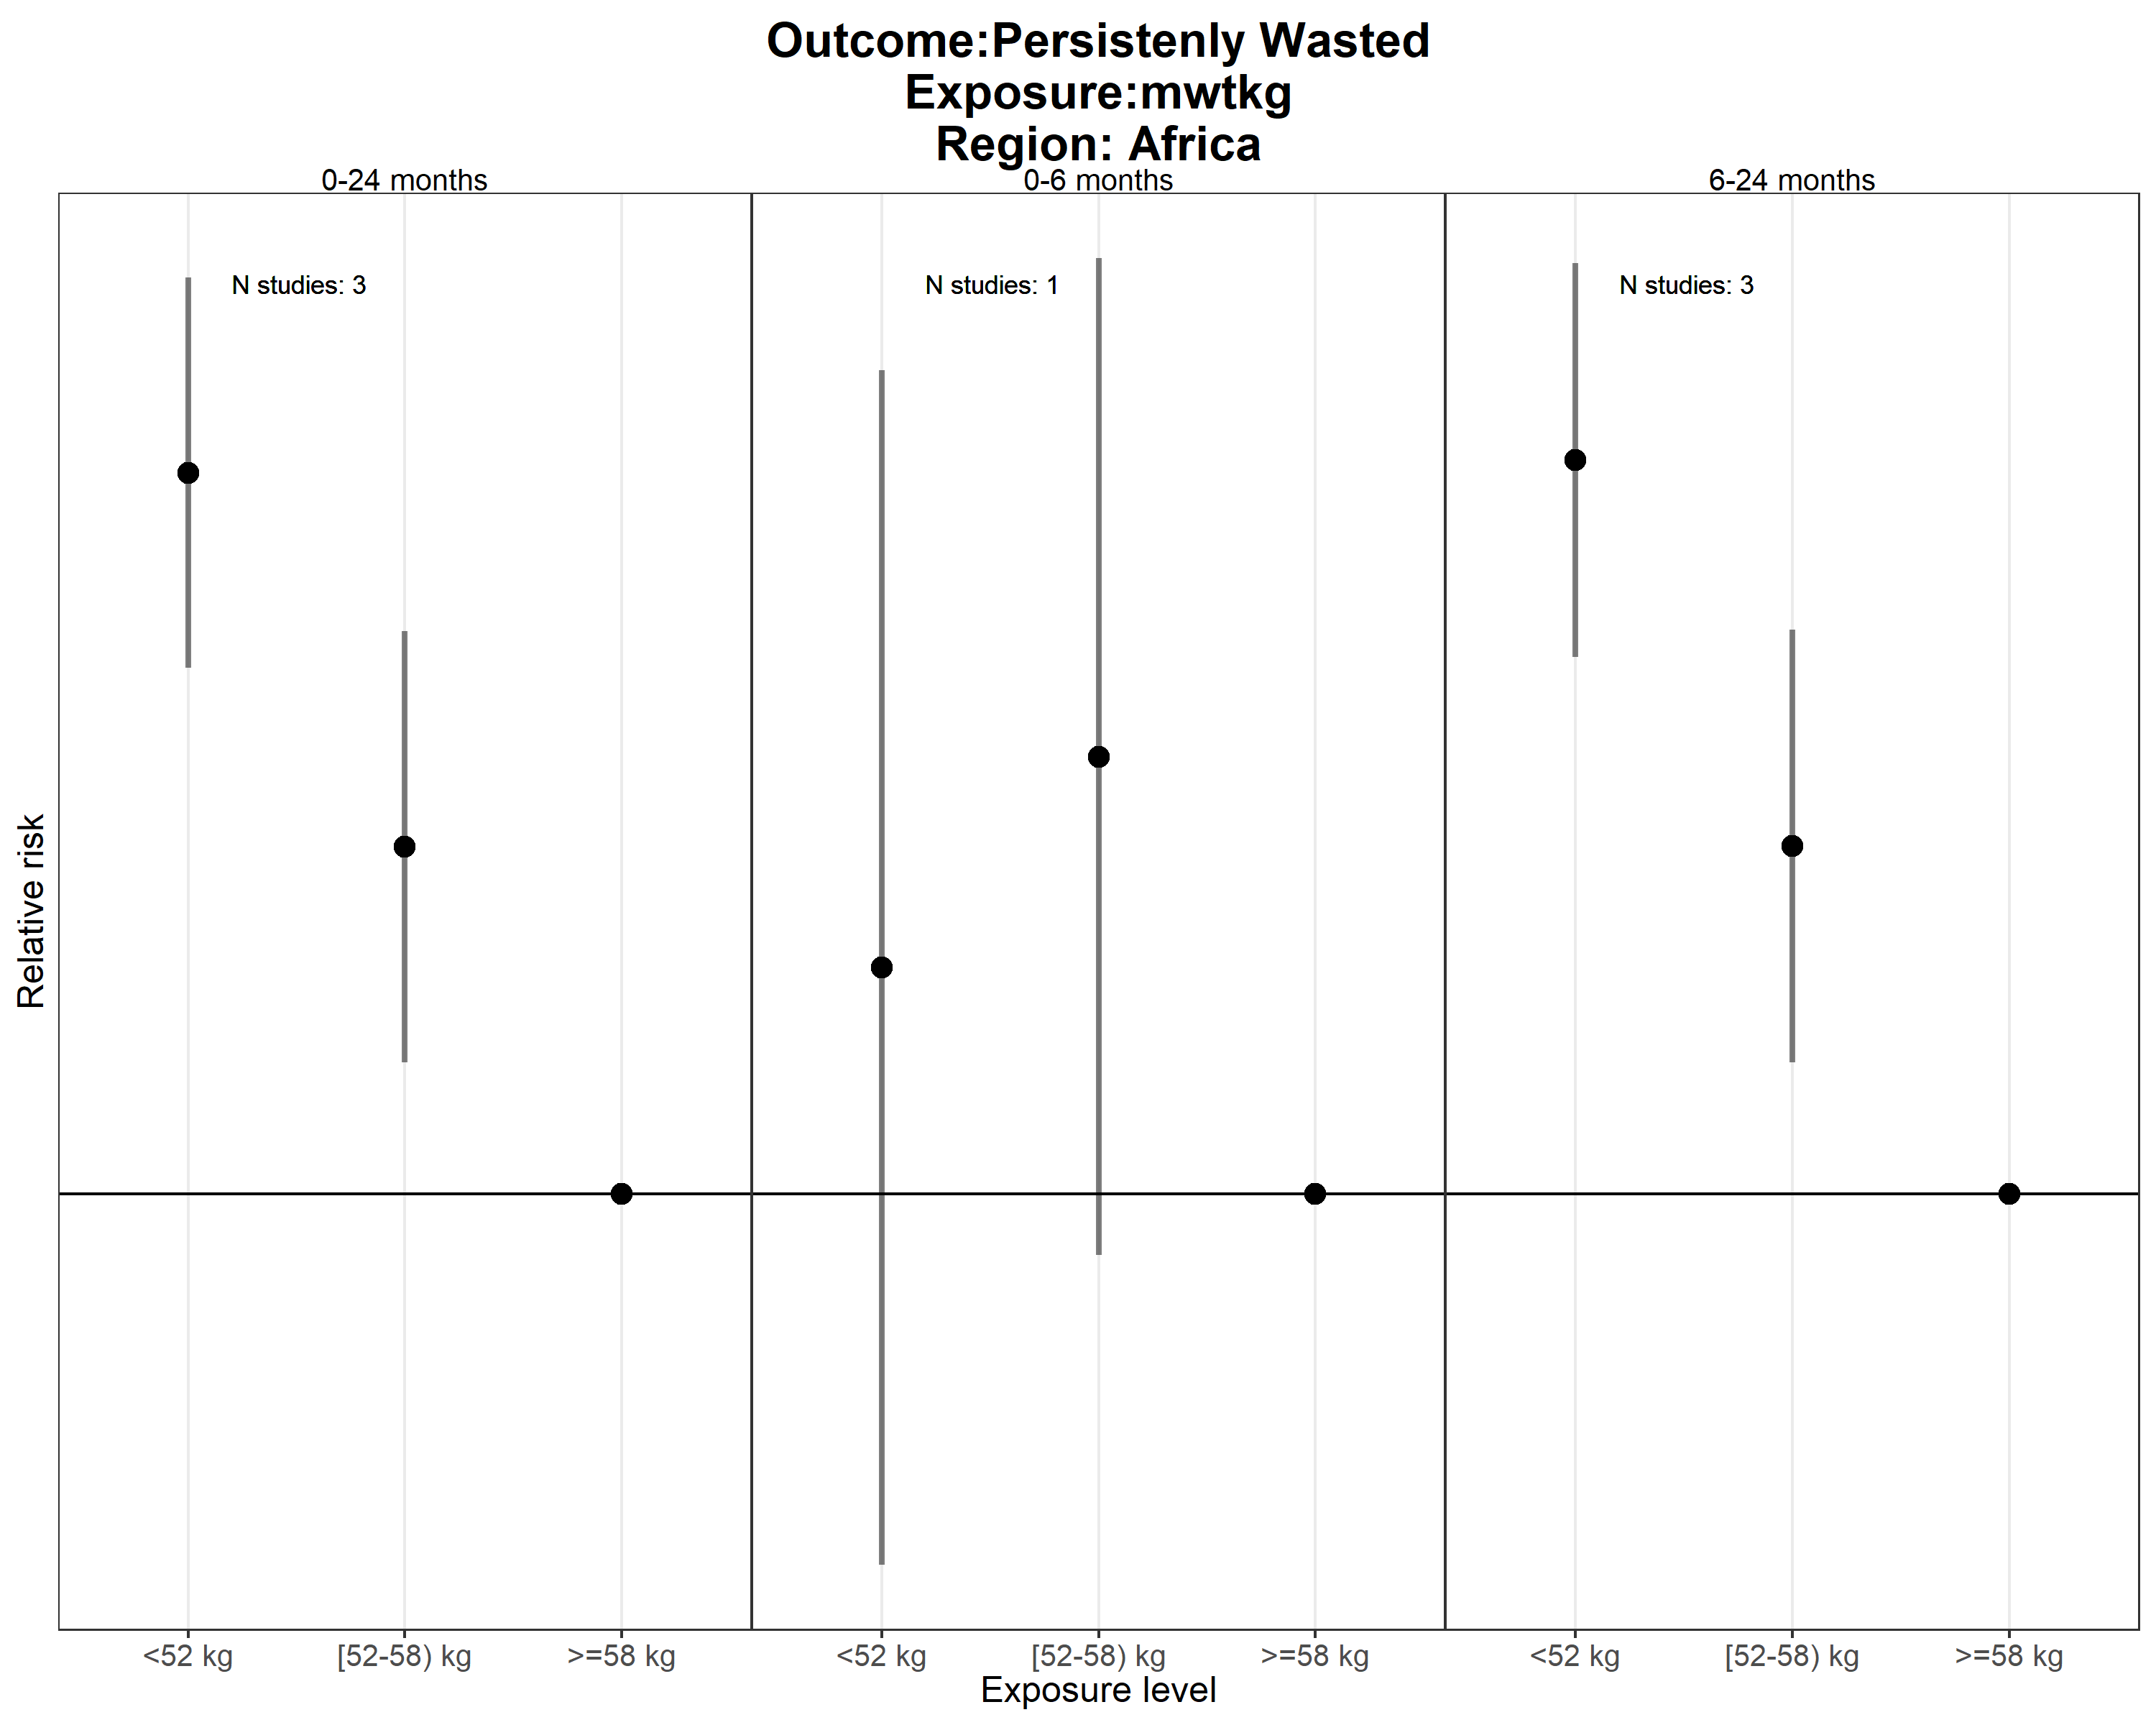 Outcome:Persistenly Wasted
Exposure:mwtkg
Region: Africa
0-24 months
0-6 months
6-24 months
N studies: 3
N studies: 1
N studies: 3
Relative risk
<52 kg
[52-58) kg
>=58 kg
<52 kg
[52-58) kg
>=58 kg
<52 kg
[52-58) kg
>=58 kg
Exposure level